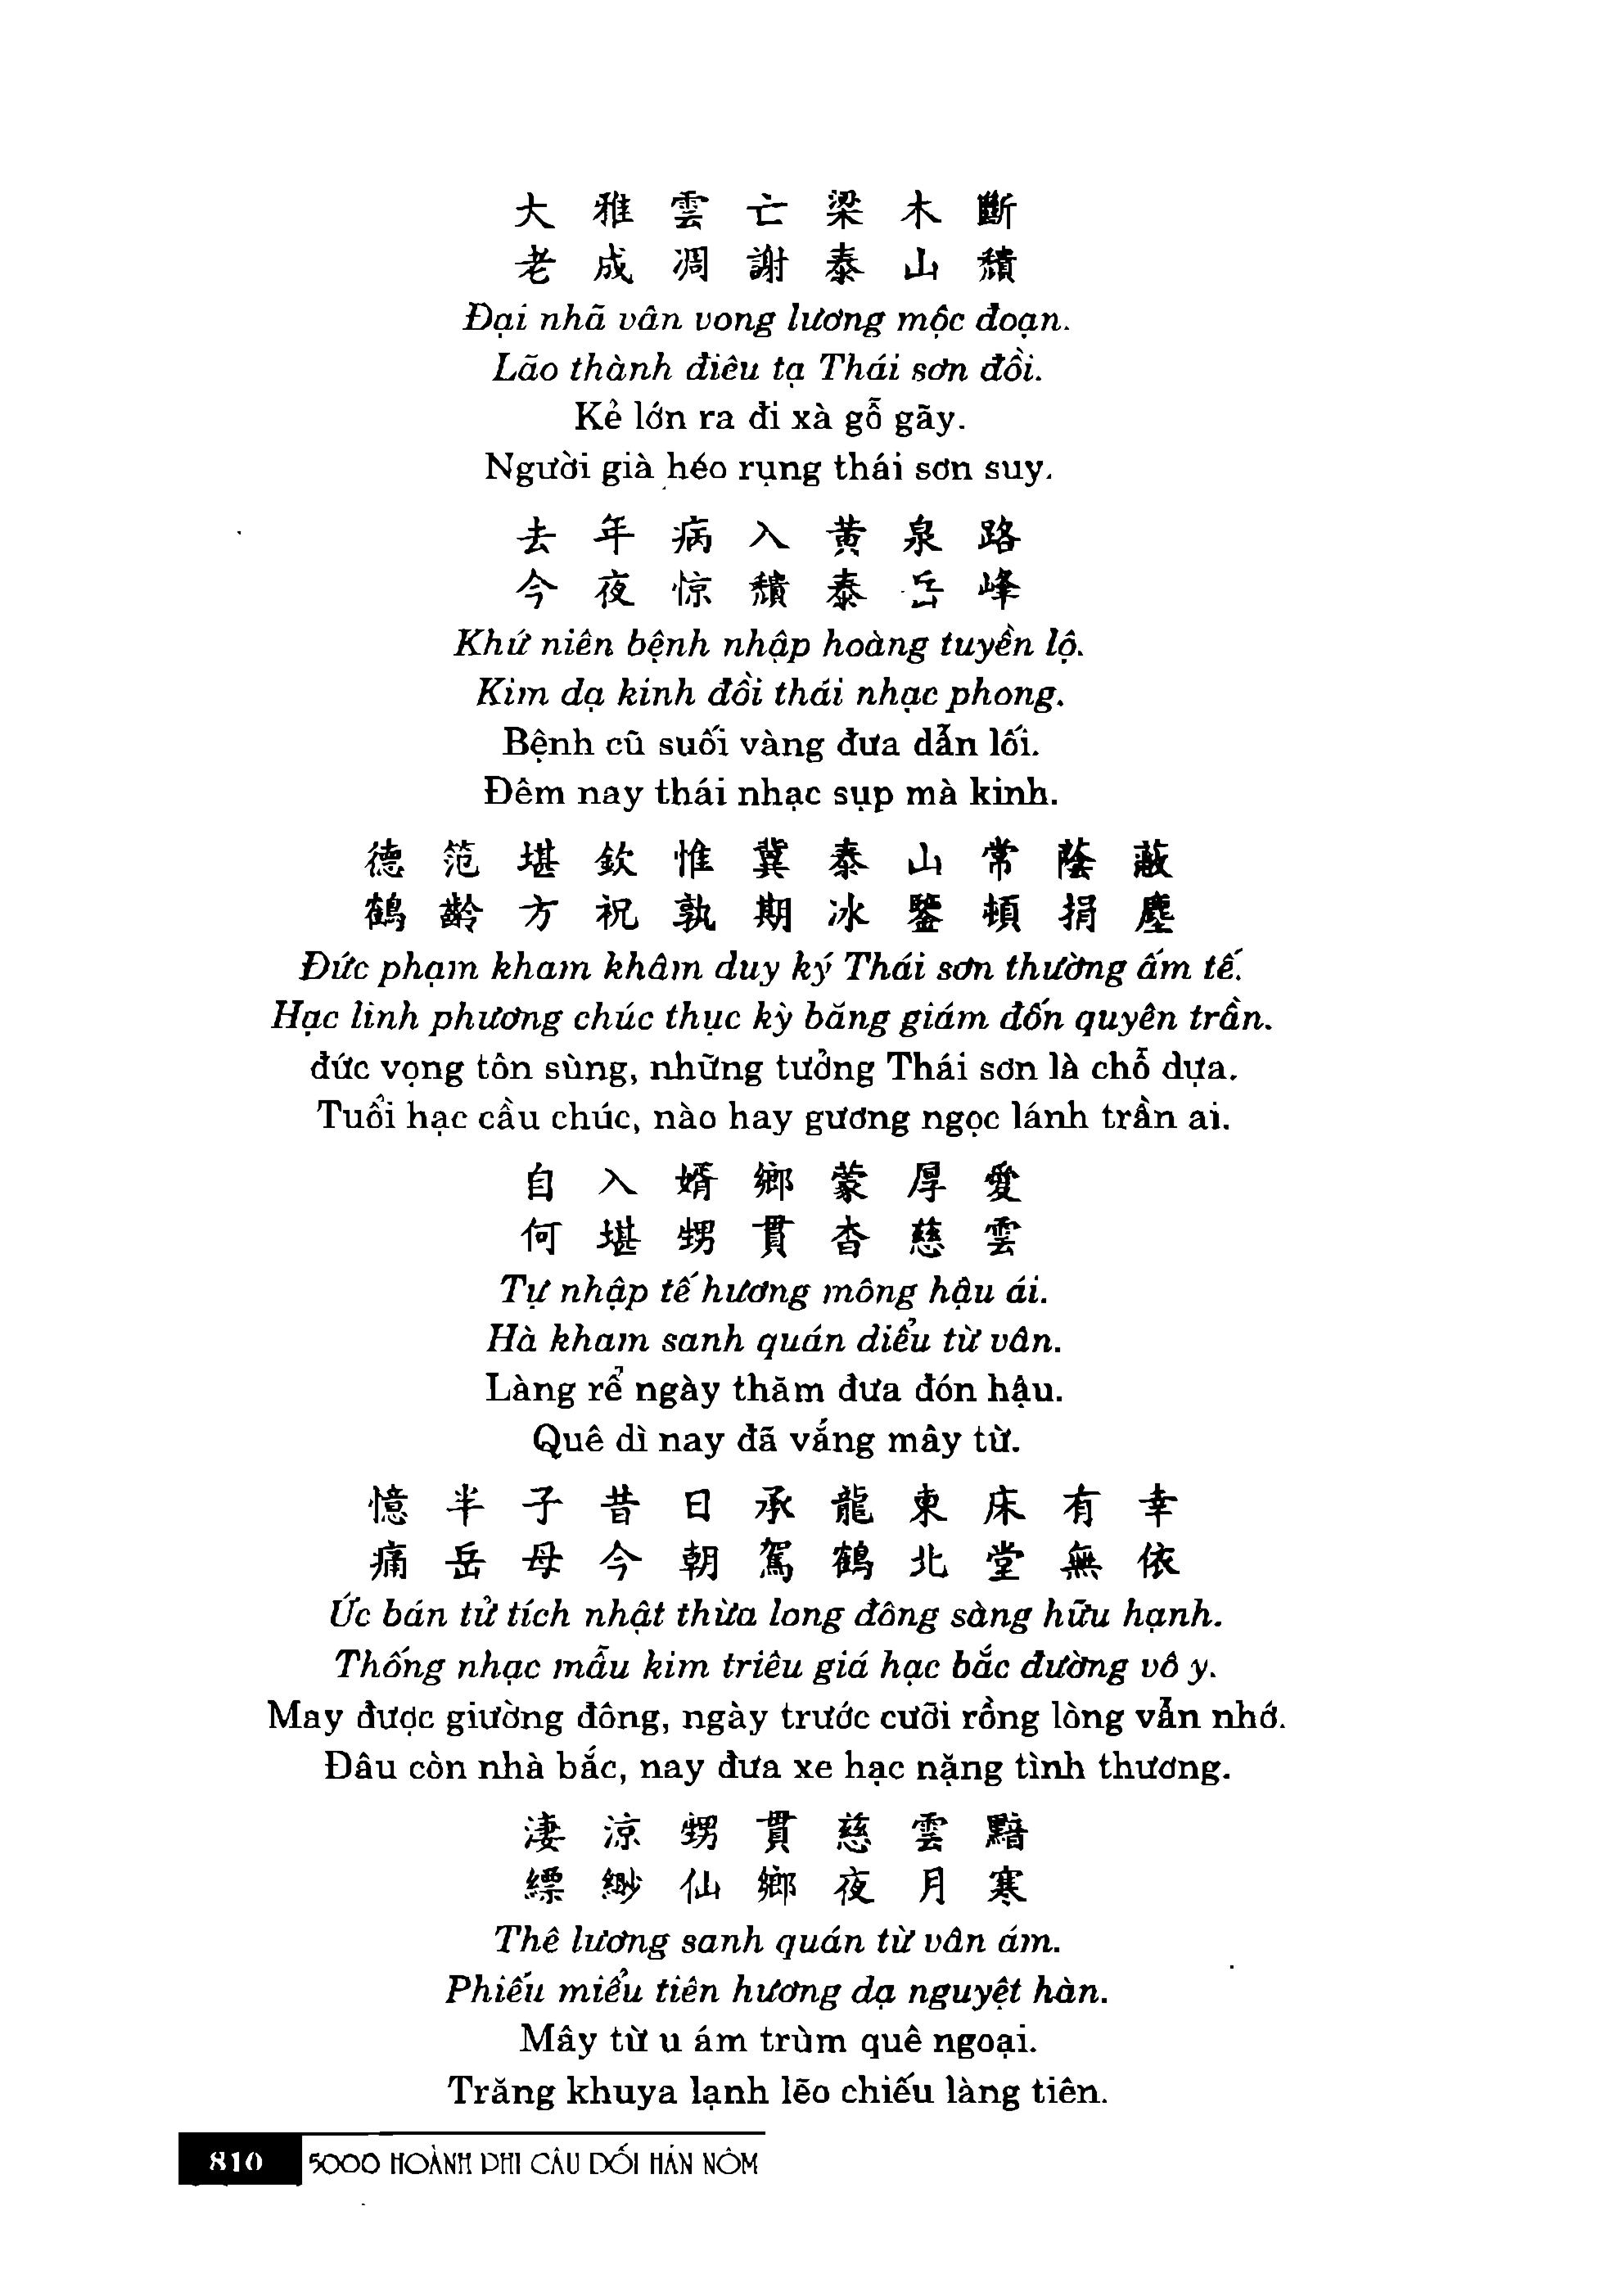 大雅雲亡梁木斷
老成凋謝泰山頹
Đại nhã vân vong lương mộc đoạn.
Lão thành điêu tạ Thái sơn đồi.
Kẻ lớn ra đi xà gỗ gãy.
Người già héo rụng thái sơn suy.
去年病入黄泉路
今夜惊頹泰岳峰
Khứ niên bệnh nhập hoàng tuyền lộ.
Kim dạ kinh đồi thái nhạc phong.
Bệnh cũ suối vàng đưa dẫn lối.
Đêm nay thái nhạc sụp mà kinh.
德范堪欽惟冀泰山常蔭蔽
鶴齡方祝孰期冰鑒頓捐塵
Đức phạm kham khâm duy ký Thái sơn thường ấm tế.
Hạc linh phương chúc thục kỳ băng giám đốn quyên trần.
đức vọng tôn sùng, những tưởng Thái sơn là chỗ dựa.
Tuổi hạc cầu chúc, nào hay gương ngọc lánh trần ai.
自入婿鄉蒙厚愛
何堪甥貫杳慈雲
Tự nhập tế hương mông hậu ái.
Hà kham sanh quán diểu từ vân.
Làng rể ngày thăm đưa đón hậu.
Quê dì nay đã vắng mây từ.
憶半子昔日承龍東床有幸
痛岳母今朝駕鶴北堂無依
Ức bán tử tích nhật thừa long đông sàng hữu hạnh.
Thống nhạc mẫu kim triêu giá hạc bắc đường vô y.
May được giường đông, ngày trước cưỡi rồng lòng vẫn nhớ.
Đâu còn nhà bắc, nay đưa xe hạc nặng tình thương.
淒涼甥貫慈雲黯
縹緲仙鄉夜月寒
Thê lương sanh quán từ vân ám.
Phiếu miểu tiên hương dạ nguyệt hàn.
Mây từ u ám trùm quê ngoại.
Trăng khuya lạnh lẽo chiếu làng tiên.
810 5000 HOÀNH PHI CÂU ĐỐI HÁN NÔM